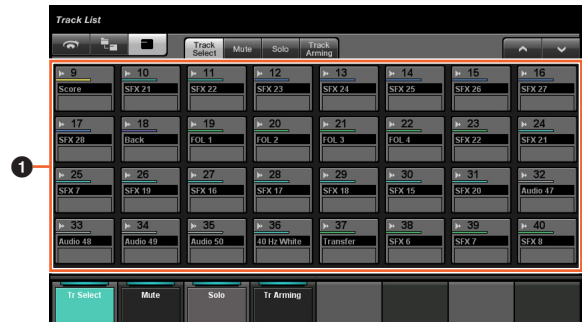 Track List
Track Select Mute Solo Track Arming
9 10 11 12 13 14 15 16
Score SFX 21 SFX 22 SFX 23 SFX 24 SFX 25 SFX 26 SFX 27
17 18 19 20 21 22 23 24
SFX 28 Back FOL 1 FOL 2 FOL 3 FOL 4 SFX 22 SFX 21
1
25 26 27 28 29 30 31 32
SFX 7 SFX 19 SFX 16 SFX 17 SFX 18 SFX 15 SFX 20 Audio 47
33 34 35 36 37 38 39 40
Audio 48 Audio 49 Audio 50 40 Hz White Transfer SFX 6 SFX 7 SFX 8
Tr Select Mute Solo Tr Arming